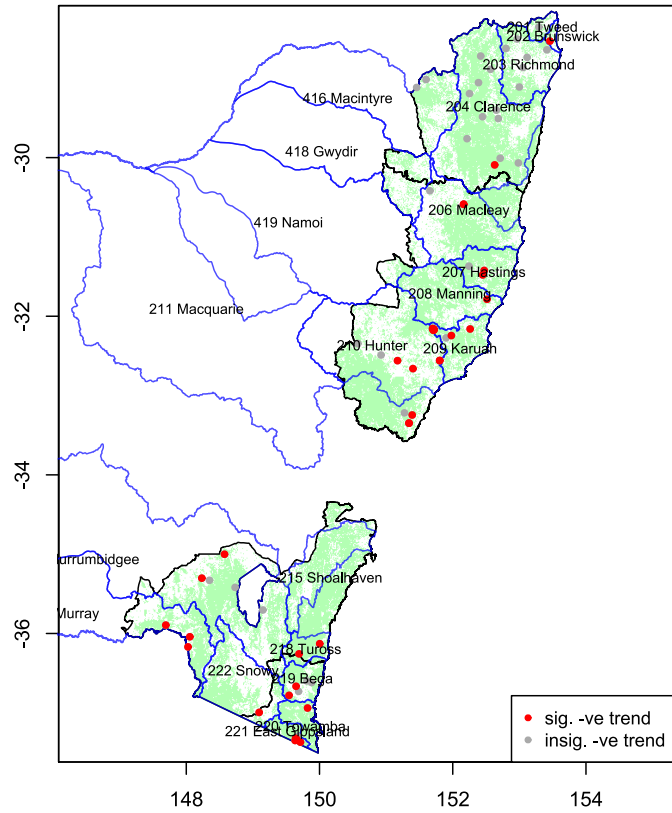 201 Tweed
202 Brunswick
203 Richmond
416 Macintyre
204 Clarence
-30
418 Gwydir
206 Macleay
419 Namoi
207 Hastings
208 Manning
-32
211 Macquarie
210 Hunter
209 Karuah
-34
urrumbidgee
215 Shoalhaven
Murray
-36
218 Tuross
222 Snowy
219 Bega
220 Towamba
221 East Gippsland
sig. -ve trend
insig. -ve trend
148 150 152 154